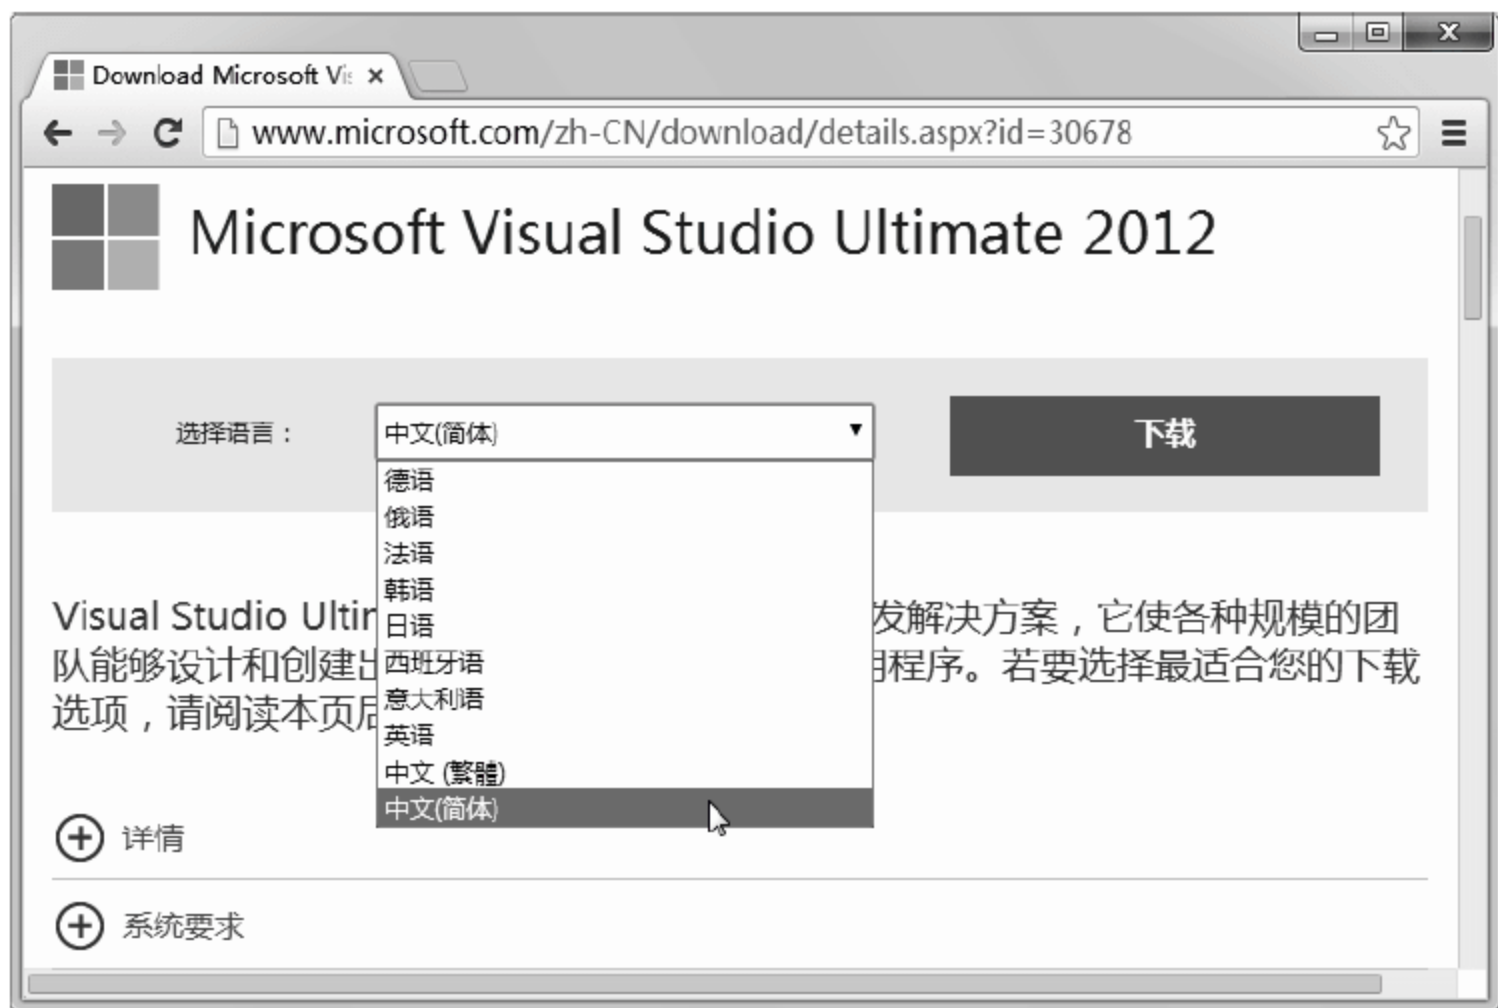 Download Microsoft Vis
www.microsoft.com/zh-CN/download/details.aspx?id=30678
Microsoft Visual Studio Ultimate 2012
选择语言：
中文(简体)
下载
德语
俄语
法语
韩语
日语
西班牙语
意大利语
英语
中文 (繁體)
中文(简体)
Visual Studio 发解决方案，它使各种规模的团
队能够设计和创建 程序。若要选择最适合您的下载
选项，请阅读本页
详情
系统要求